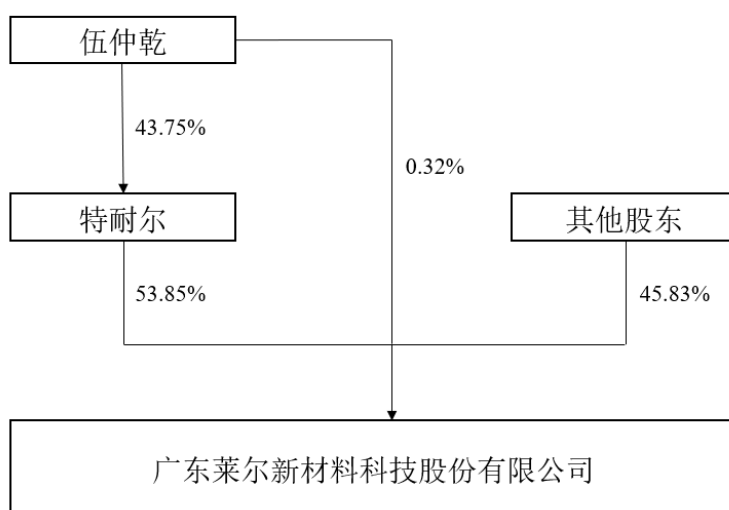 伍仲乾
43.75%
0.32%
特耐尔
其他股东
53.85%
45.83%
广东莱尔新材料科技股份有限公司